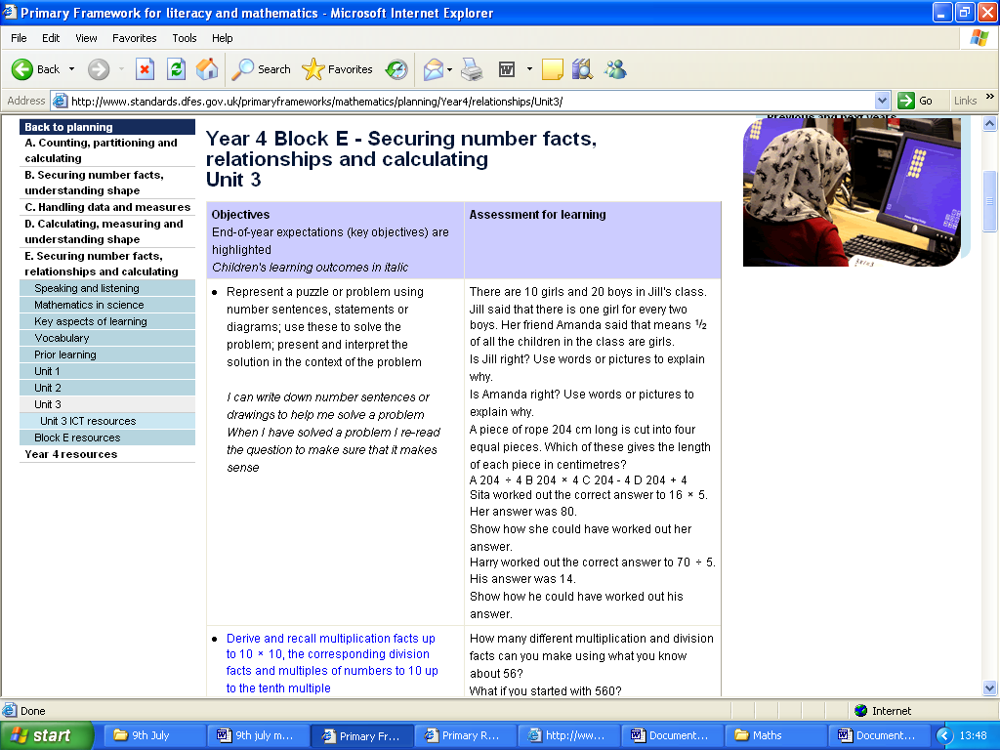 Primary Framework for literacy and mathematics - Microsoft Internet Explorer
File Edit View Favorites Tools Help
Back Search Favorites
Address http://www.standards.dfes.gov.uk/primaryframeworks/mathematics/planning/Year4/relationships/Unit3/ Go Links »
Back to planning
A. Counting, partitioning and
calculating
B. Securing number facts,
understanding shape
C. Handling data and measures
D. Calculating, measuring and
understanding shape
E. Securing number facts,
relationships and calculating
Speaking and listening
Mathematics in science
Key aspects of learning
Vocabulary
Prior learning
Unit 1
Unit 2
Unit 3
Unit 3 ICT resources
Block E resources
Year 4 resources
Previous and next years
Year 4 Block E - Securing number facts,
relationships and calculating
Unit 3
Objectives
End-of-year expectations (key objectives) are
highlighted
Children's learning outcomes in italic
Assessment for learning
• Represent a puzzle or problem using
number sentences, statements or
diagrams; use these to solve the
problem; present and interpret the
solution in the context of the problem
I can write down number sentences or
drawings to help me solve a problem
When I have solved a problem I re-read
the question to make sure that it makes
sense
There are 10 girls and 20 boys in Jill's class.
Jill said that there is one girl for every two
boys. Her friend Amanda said that means ½
of all the children in the class are girls.
Is Jill right? Use words or pictures to explain
why.
Is Amanda right? Use words or pictures to
explain why.
A piece of rope 204 cm long is cut into four
equal pieces. Which of these gives the length
of each piece in centimetres?
A 204 ÷ 4 B 204 × 4 C 204 - 4 D 204 + 4
Sita worked out the correct answer to 16 × 5.
Her answer was 80.
Show how she could have worked out her
answer.
Harry worked out the correct answer to 70 ÷ 5.
His answer was 14.
Show how he could have worked out his
answer.
• Derive and recall multiplication facts up
to 10 × 10, the corresponding division
facts and multiples of numbers to 10 up
to the tenth multiple
How many different multiplication and division
facts can you make using what you know
about 56?
What if you started with 560?
Done Internet
start 9th July 9th july m... Primary Fr... Primary R... http://ww... Document... Maths Document... 13:48